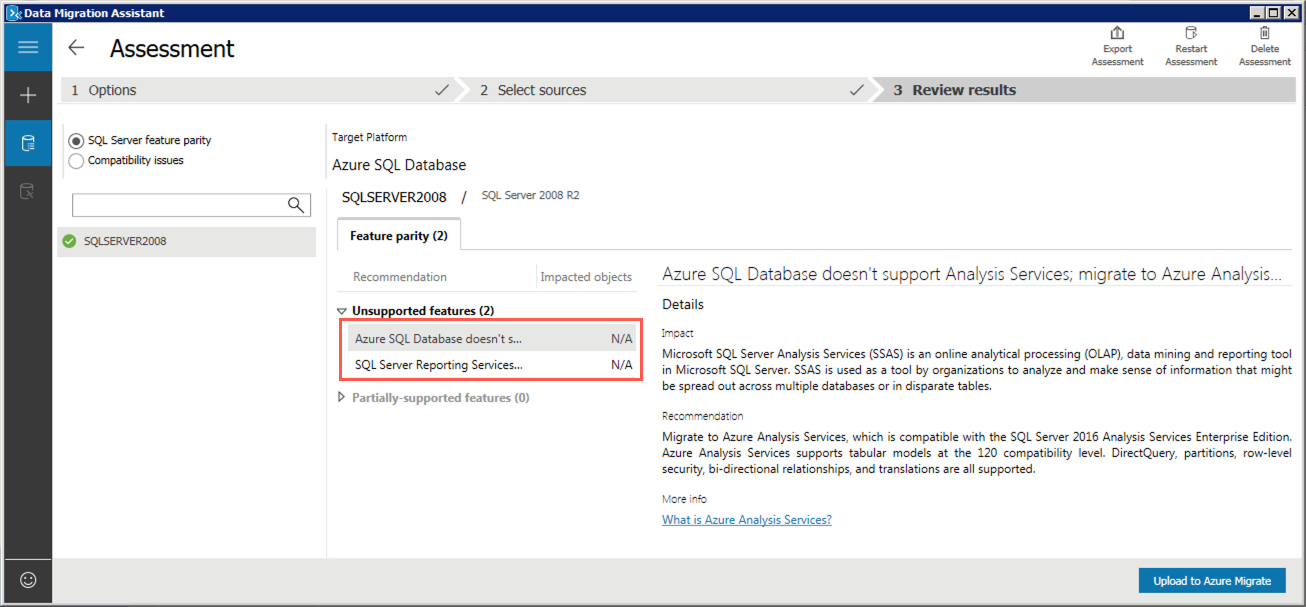 Data Migration Assistant
Assessment
Export
Assessment
Restart
Assessment
Delete
Assessment
1 Options
2 Select sources
3 Review results
SQL Server feature parity
Compatibility issues
SQLSERVER2008
Target Platform
Azure SQL Database
SQLSERVER2008 / SQL Server 2008 R2
Feature parity (2)
Recommendation Impacted objects
Unsupported features (2)
Azure SQL Database doesn't s... N/A
SQL Server Reporting Services... N/A
Partially-supported features (0)
Azure SQL Database doesn't support Analysis Services; migrate to Azure Analysis...
Details
Impact
Microsoft SQL Server Analysis Services (SSAS) is an online analytical processing (OLAP), data mining and reporting tool
in Microsoft SQL Server. SSAS is used as a tool by organizations to analyze and make sense of information that might
be spread out across multiple databases or in disparate tables.
Recommendation
Migrate to Azure Analysis Services, which is compatible with the SQL Server 2016 Analysis Services Enterprise Edition.
Azure Analysis Services supports tabular models at the 120 compatibility level. DirectQuery, partitions, row-level
security, bi-directional relationships, and translations are all supported.
More info
What is Azure Analysis Services?
Upload to Azure Migrate